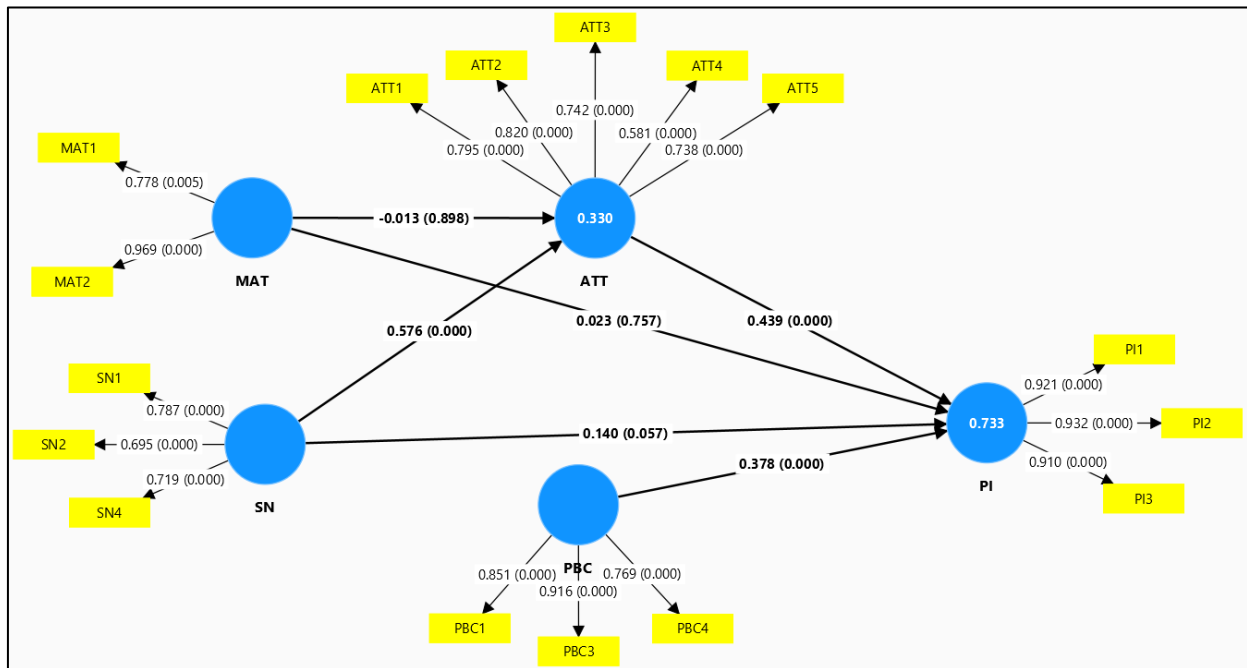 ATT3
ATT2
ATT4
ATT1
ATT5
0.742 (0.000)
0.820 (0.000)
0.581 (0.000)
0.795 (0.000)
0.738 (0.000)
MAT1
0.778 (0.005)
MAT2
0.969 (0.000)
MAT
-0.013 (0.898)
0.330
ATT
0.576 (0.000)
0.023 (0.757)
0.439 (0.000)
SN1
0.787 (0.000)
SN2
0.695 (0.000)
SN4
0.719 (0.000)
SN
0.140 (0.057)
0.378 (0.000)
0.733
PI
PI1
0.921 (0.000)
PI2
0.932 (0.000)
PI3
0.910 (0.000)
PBC
0.851 (0.000)
0.916 (0.000)
0.769 (0.000)
PBC1
PBC3
PBC4